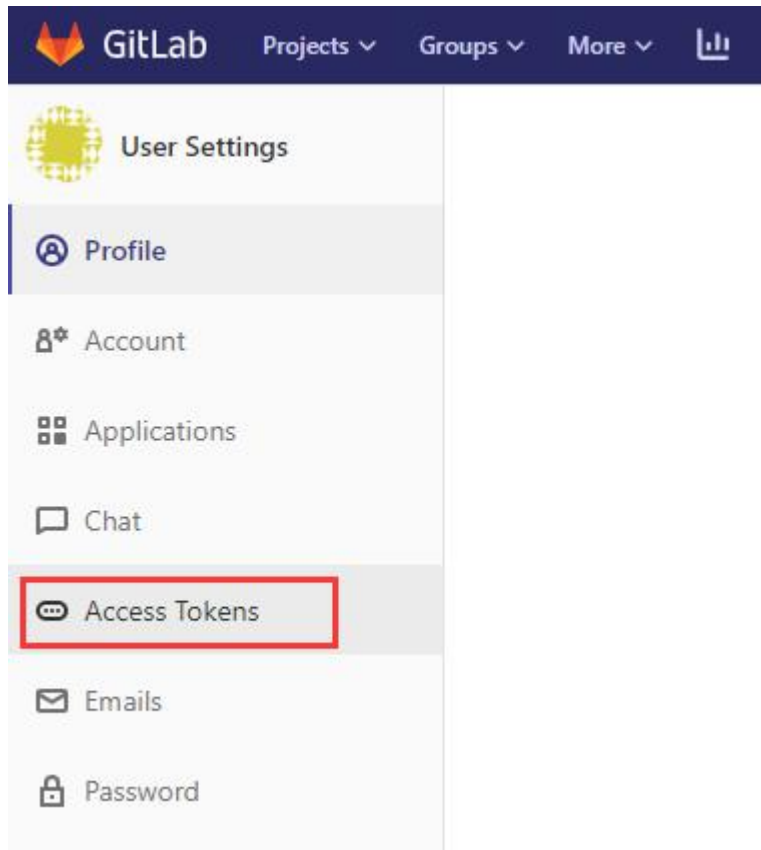 GitLab Projects Groups More
User Settings
Profile
Account
Applications
Chat
Access Tokens
Emails
Password